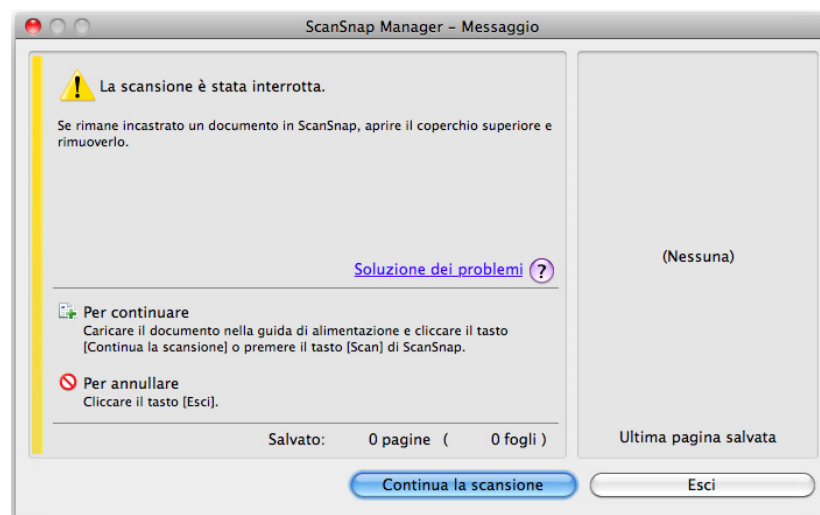 ScanSnap Manager – Messaggio
La scansione è stata interrotta.
Se rimane incastrato un documento in ScanSnap, aprire il coperchio superiore e
rimuoverlo.
Soluzione dei problemi ?
(Nessuna)
Per continuare
Caricare il documento nella guida di alimentazione e cliccare il tasto
[Continua la scansione] o premere il tasto [Scan] di ScanSnap.
Per annullare
Cliccare il tasto [Esci].
Salvato: 0 pagine ( 0 fogli )
Ultima pagina salvata
Continua la scansione
Esci